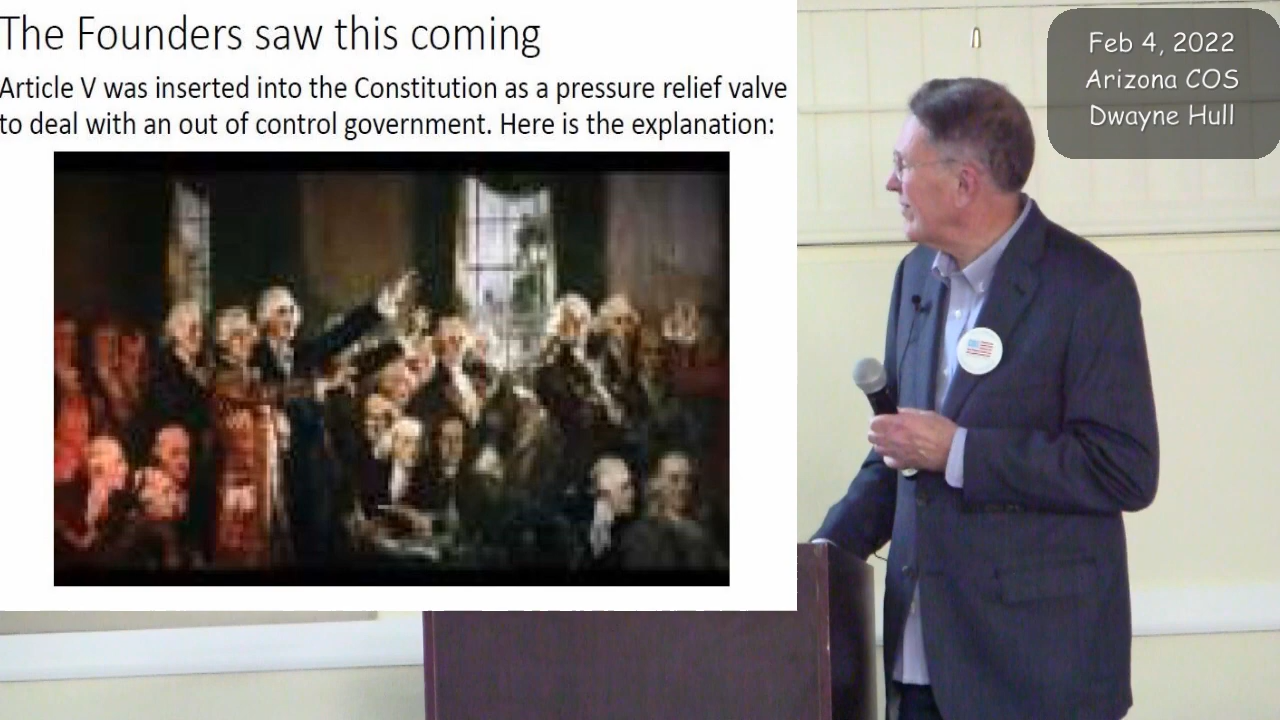 The Founders saw this coming
Article V was inserted into the Constitution as a pressure relief valve
to deal with an out of control government. Here is the explanation:
Feb 4, 2022
Arizona COS
Dwayne Hull